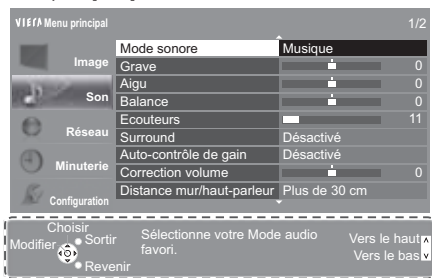 VIErA Menu principal 1/2
Image
Son
Réseau
Minuterie
Configuration
Mode sonore Musique
Grave 0
Aigu 0
Balance 0
Ecouteurs 11
Surround Désactivé
Auto-contrôle de gain Désactivé
Correction volume 0
Distance mur/haut-parleur Plus de 30 cm
Choisir
Modifier
Sortir
Revenir
Sélectionne votre Mode audio
favori.
Vers le haut
Vers le bas